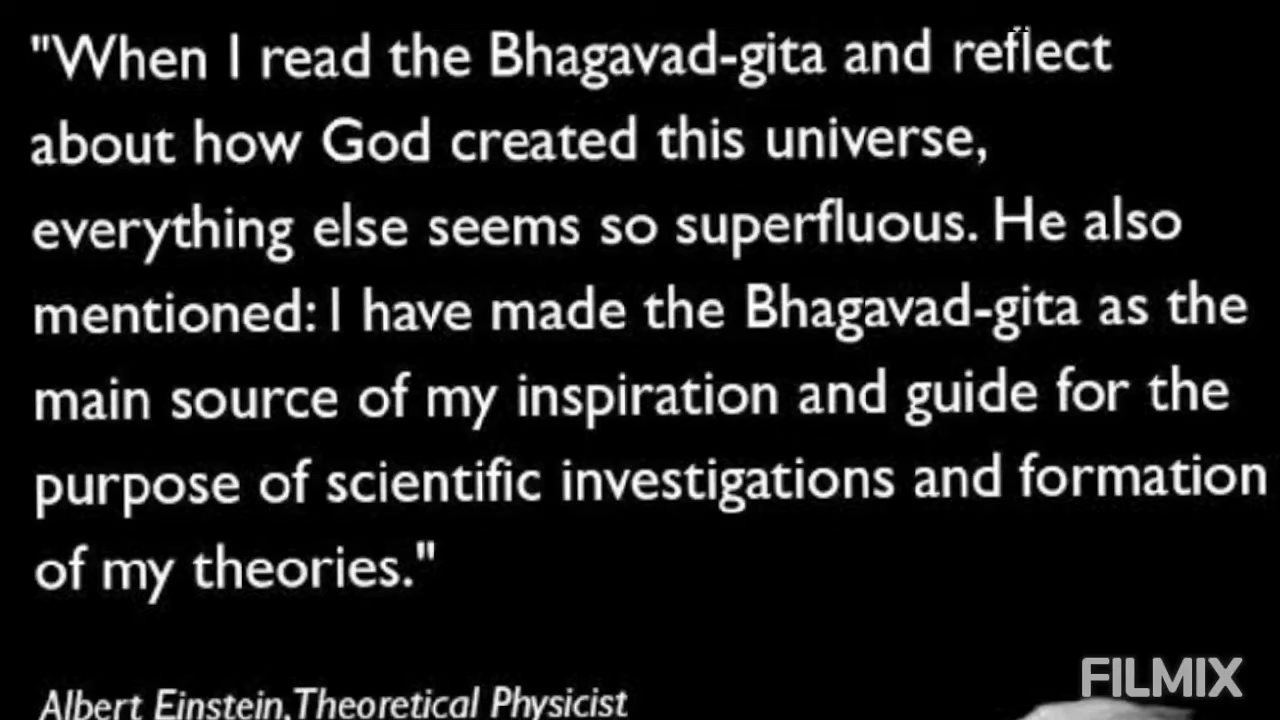 "When I read the Bhagavad-gita and reflect
about how God created this universe,
everything else seems so superfluous. He also
mentioned: I have made the Bhagavad-gita as the
main source of my inspiration and guide for the
purpose of scientific investigations and formation
of my theories."
Albert Einstein, Theoretical Physicist
FILMIX